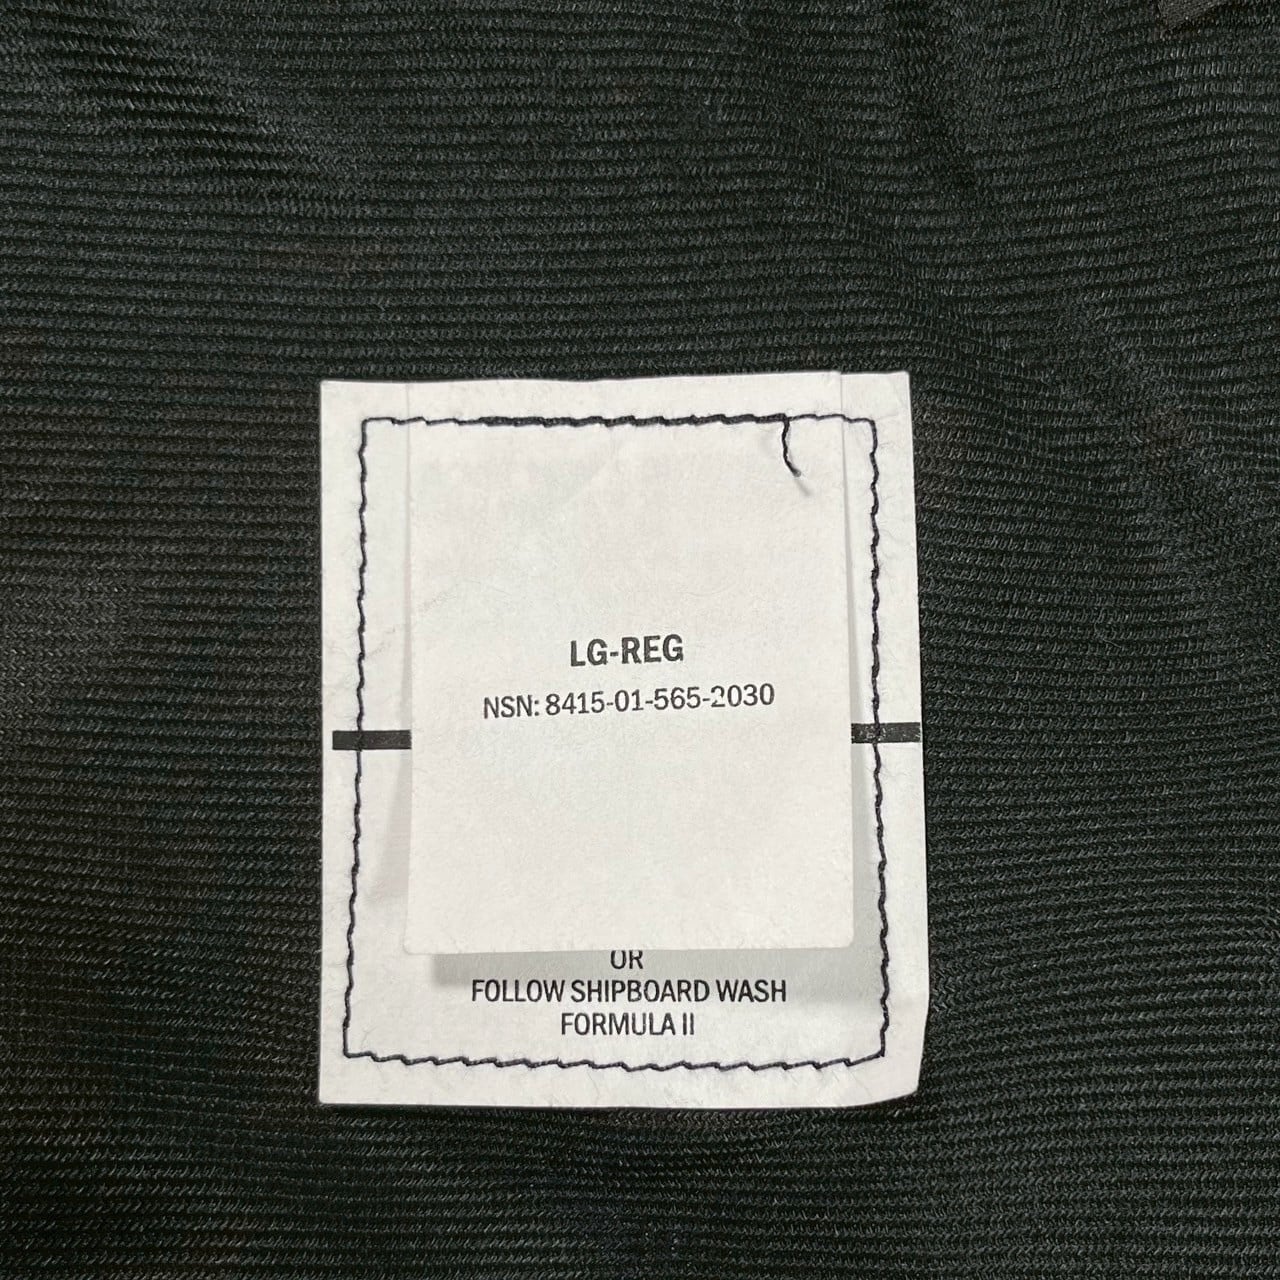 LG-REG
NSN: 8415-01-565-2030
OR
FOLLOW SHIPBOARD WASH
FORMULA II